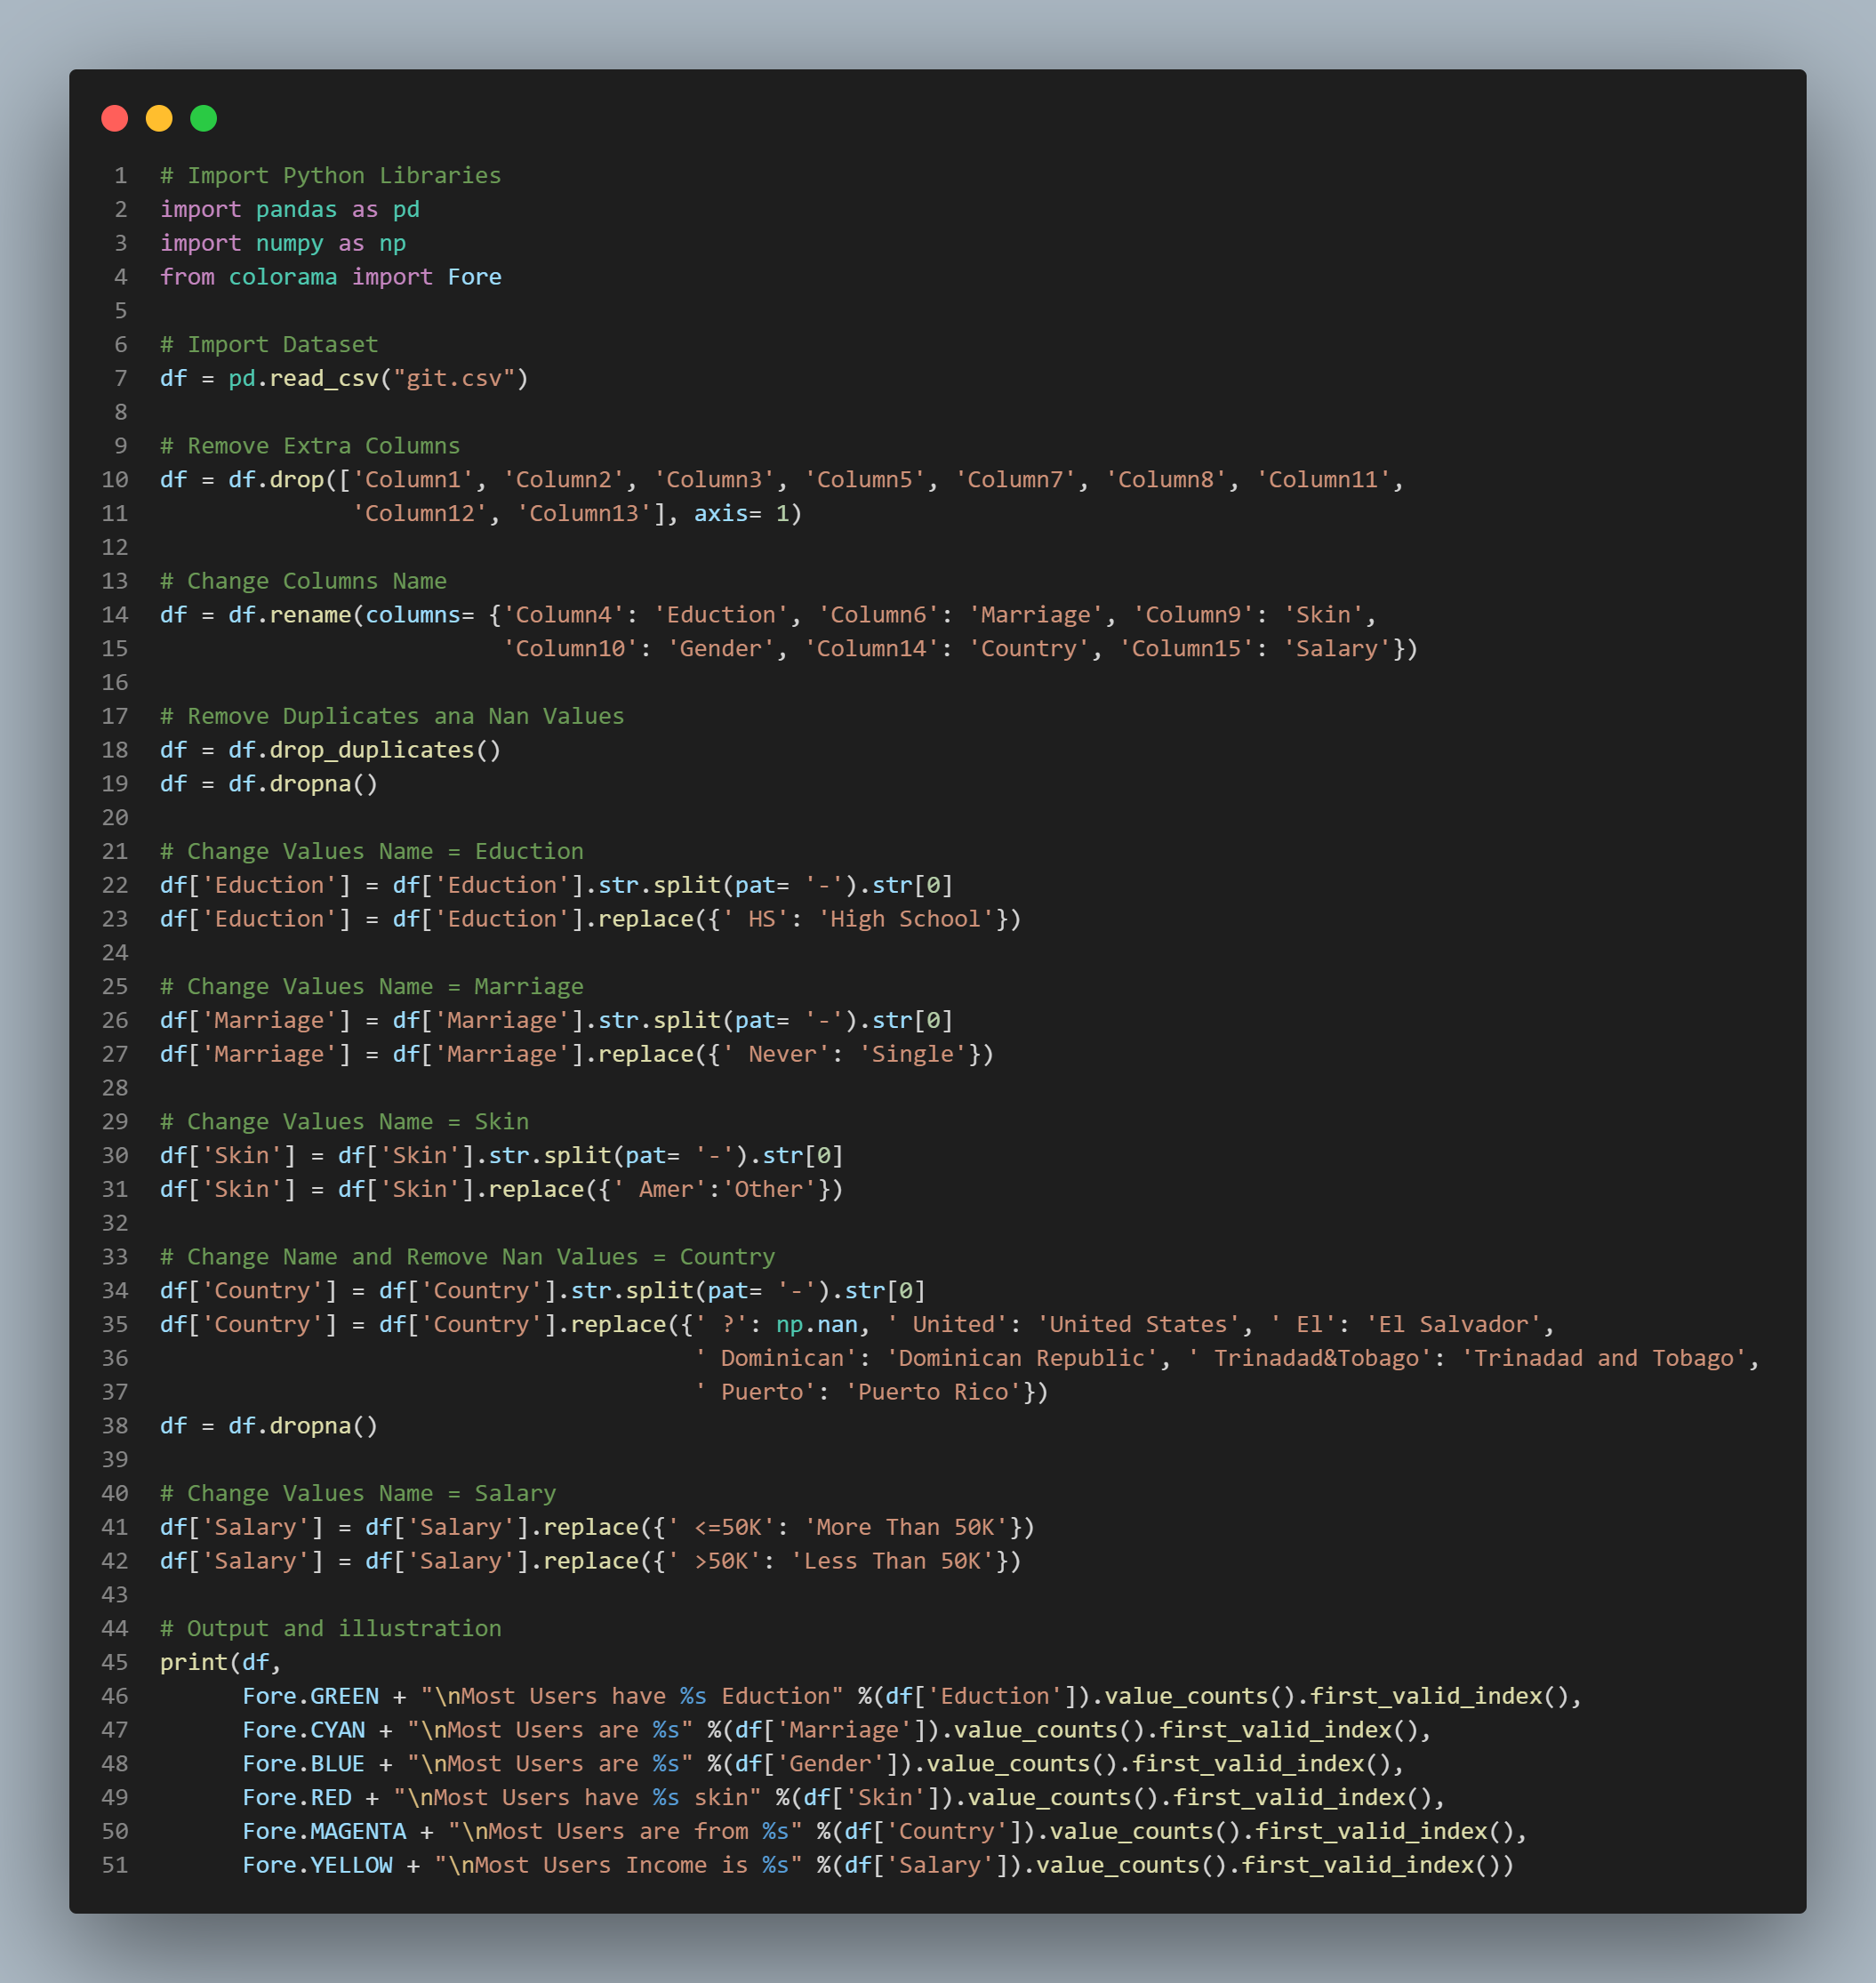 1 # Import Python Libraries
2 import pandas as pd
3 import numpy as np
4 from colorama import Fore
5
6 # Import Dataset
7 df = pd.read_csv("git.csv")
8
9 # Remove Extra Columns
10 df = df.drop(['Column1', 'Column2', 'Column3', 'Column5', 'Column7', 'Column8', 'Column11',
11               'Column12', 'Column13'], axis= 1)
12
13 # Change Columns Name
14 df = df.rename(columns= {'Column4': 'Eduction', 'Column6': 'Marriage', 'Column9': 'Skin',
15                          'Column10': 'Gender', 'Column14': 'Country', 'Column15': 'Salary'})
16
17 # Remove Duplicates ana Nan Values
18 df = df.drop_duplicates()
19 df = df.dropna()
20
21 # Change Values Name = Eduction
22 df['Eduction'] = df['Eduction'].str.split(pat= '-').str[0]
23 df['Eduction'] = df['Eduction'].replace({' HS': 'High School'})
24
25 # Change Values Name = Marriage
26 df['Marriage'] = df['Marriage'].str.split(pat= '-').str[0]
27 df['Marriage'] = df['Marriage'].replace({' Never': 'Single'})
28
29 # Change Values Name = Skin
30 df['Skin'] = df['Skin'].str.split(pat= '-').str[0]
31 df['Skin'] = df['Skin'].replace({' Amer':'Other'})
32
33 # Change Name and Remove Nan Values = Country
34 df['Country'] = df['Country'].str.split(pat= '-').str[0]
35 df['Country'] = df['Country'].replace({' ?': np.nan, ' United': 'United States', ' El': 'El Salvador',
36                                        ' Dominican': 'Dominican Republic', ' Trinadad&Tobago': 'Trinadad and Tobago',
37                                        ' Puerto': 'Puerto Rico'})
38 df = df.dropna()
39
40 # Change Values Name = Salary
41 df['Salary'] = df['Salary'].replace({' <=50K': 'More Than 50K'})
42 df['Salary'] = df['Salary'].replace({' >50K': 'Less Than 50K'})
43
44 # Output and illustration
45 print(df,
46       Fore.GREEN + "\nMost Users have %s Eduction" %(df['Eduction']).value_counts().first_valid_index(),
47       Fore.CYAN + "\nMost Users are %s" %(df['Marriage']).value_counts().first_valid_index(),
48       Fore.BLUE + "\nMost Users are %s" %(df['Gender']).value_counts().first_valid_index(),
49       Fore.RED + "\nMost Users have %s skin" %(df['Skin']).value_counts().first_valid_index(),
50       Fore.MAGENTA + "\nMost Users are from %s" %(df['Country']).value_counts().first_valid_index(),
51       Fore.YELLOW + "\nMost Users Income is %s" %(df['Salary']).value_counts().first_valid_index())